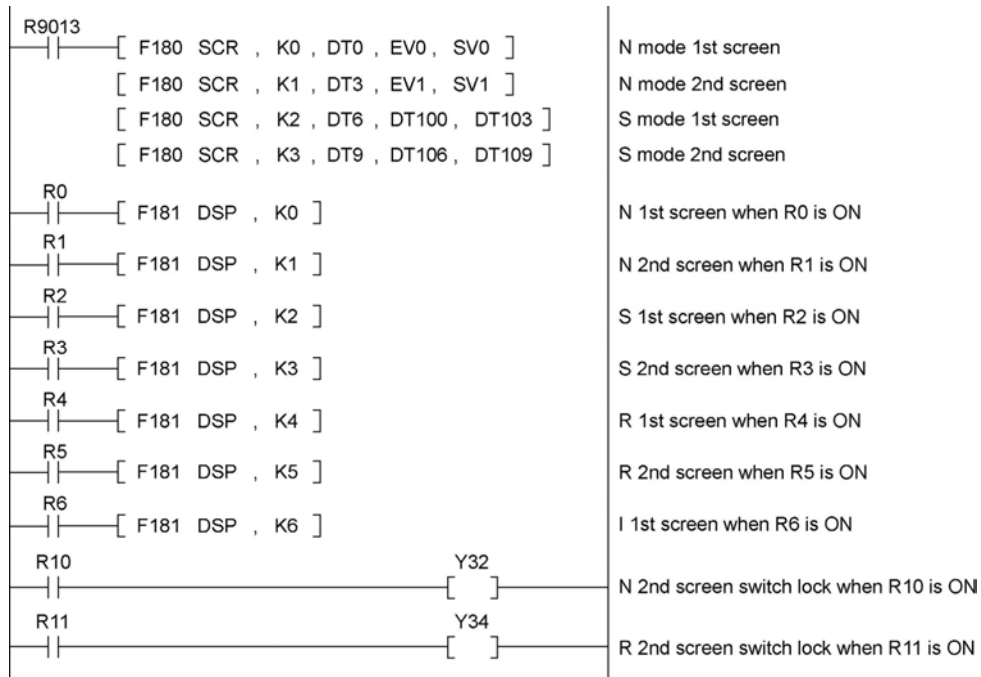 R9013
[ F180 SCR , K0 , DT0 , EV0 , SV0 ] N mode 1st screen
[ F180 SCR , K1 , DT3 , EV1 , SV1 ] N mode 2nd screen
[ F180 SCR , K2 , DT6 , DT100 , DT103 ] S mode 1st screen
[ F180 SCR , K3 , DT9 , DT106 , DT109 ] S mode 2nd screen
R0
[ F181 DSP , K0 ] N 1st screen when R0 is ON
R1
[ F181 DSP , K1 ] N 2nd screen when R1 is ON
R2
[ F181 DSP , K2 ] S 1st screen when R2 is ON
R3
[ F181 DSP , K3 ] S 2nd screen when R3 is ON
R4
[ F181 DSP , K4 ] R 1st screen when R4 is ON
R5
[ F181 DSP , K5 ] R 2nd screen when R5 is ON
R6
[ F181 DSP , K6 ] I 1st screen when R6 is ON
R10 Y32
[ ] N 2nd screen switch lock when R10 is ON
R11 Y34
[ ] R 2nd screen switch lock when R11 is ON